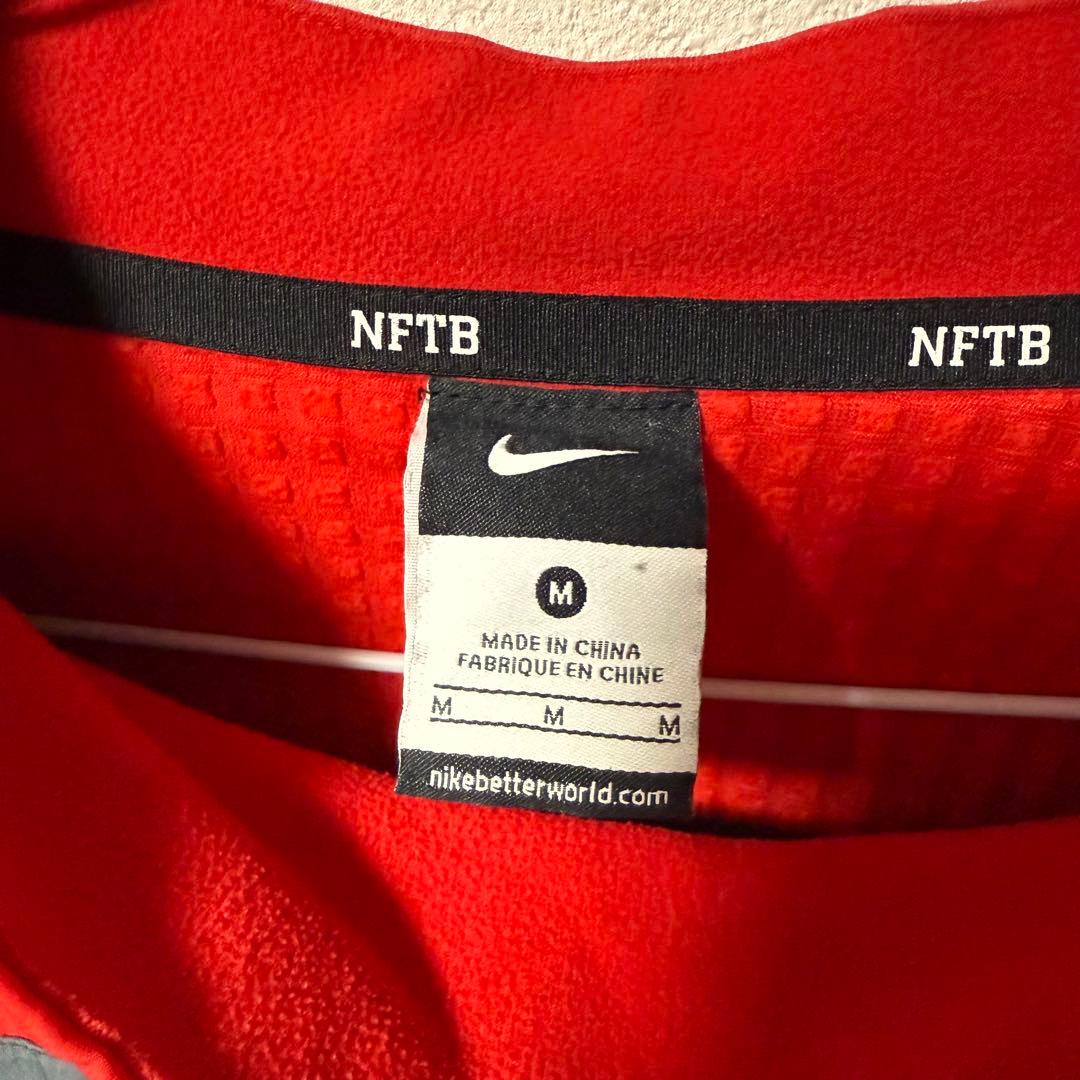 NFTB NFTB
M
MADE IN CHINA
FABRIQUE EN CHINE
M M M
nikebetterworld.com